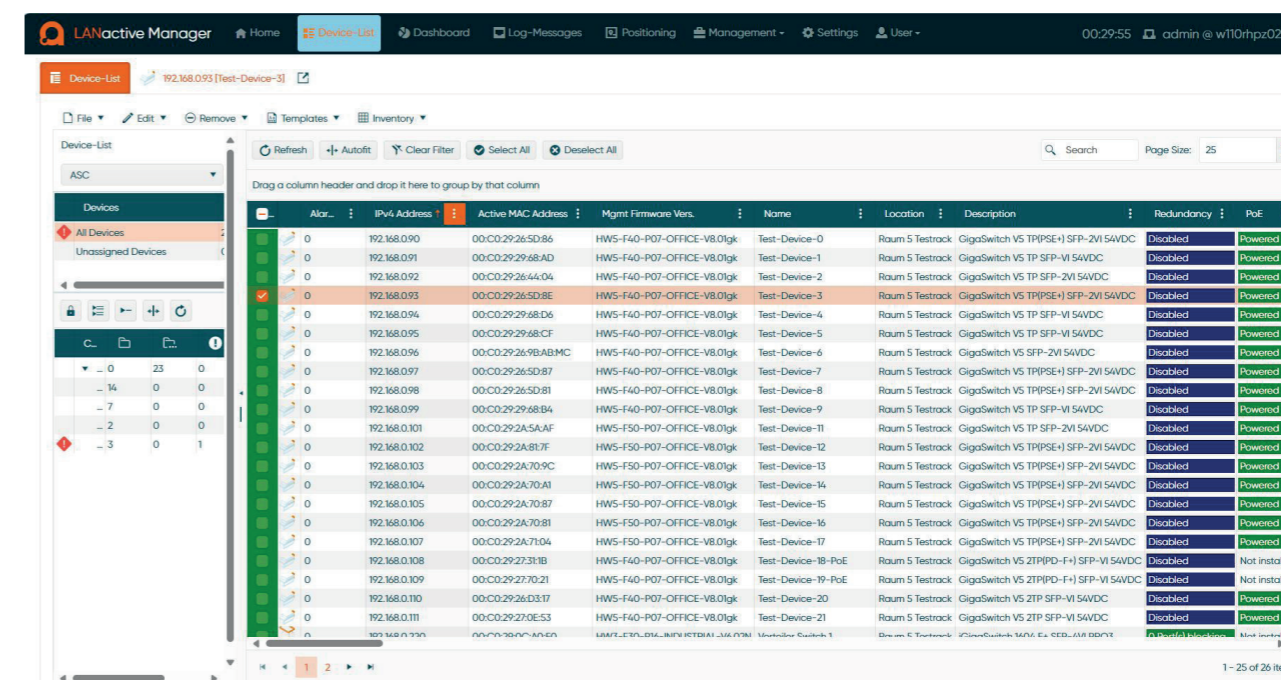 LANactive Manager Home Device-List Dashboard Log-Messages Positioning Management Settings User 00:29:55 admin @ w110rhpz02
Device-List 192.168.0.93 [Test-Device-3]
File Edit Remove Templates Inventory
Device-List
Refresh Autofit Clear Filter Select All Deselect All Search Page Size: 25
ASC
Drag a column header and drop it here to group by that column
Devices
Alar... IPv4 Address Active MAC Address Mgmt Firmware Vers. Name Location Description Redundancy PoE
All Devices
Unassigned Devices
C... 
0 23 0
14 0 0
7 0 0
2 0 0
3 0 1
0 192.168.0.90 00:C0:29:26:5D:86 HW5-F40-P07-OFFICE-V8.01gk Test-Device-0 Raum 5 Testrack GigaSwitch V5 TP(PSE+) SFP-2VI 54VDC Disabled Powered
0 192.168.0.91 00:C0:29:29:68:AD HW5-F40-P07-OFFICE-V8.01gk Test-Device-1 Raum 5 Testrack GigaSwitch V5 TP SFP-VI 54VDC Disabled Powered
0 192.168.0.92 00:C0:29:26:44:04 HW5-F40-P07-OFFICE-V8.01gk Test-Device-2 Raum 5 Testrack GigaSwitch V5 TP SFP-2VI 54VDC Disabled Powered
0 192.168.0.93 00:C0:29:26:5D:8E HW5-F40-P07-OFFICE-V8.01gk Test-Device-3 Raum 5 Testrack GigaSwitch V5 TP(PSE+) SFP-2VI 54VDC Disabled Powered
0 192.168.0.94 00:C0:29:29:68:D6 HW5-F40-P07-OFFICE-V8.01gk Test-Device-4 Raum 5 Testrack GigaSwitch V5 TP SFP-VI 54VDC Disabled Powered
0 192.168.0.95 00:C0:29:29:68:CF HW5-F40-P07-OFFICE-V8.01gk Test-Device-5 Raum 5 Testrack GigaSwitch V5 TP SFP-VI 54VDC Disabled Powered
0 192.168.0.96 00:C0:29:26:9B:AB:MC HW5-F40-P07-OFFICE-V8.01gk Test-Device-6 Raum 5 Testrack GigaSwitch V5 SFP-2VI 54VDC Disabled Powered
0 192.168.0.97 00:C0:29:26:5D:87 HW5-F40-P07-OFFICE-V8.01gk Test-Device-7 Raum 5 Testrack GigaSwitch V5 TP(PSE+) SFP-2VI 54VDC Disabled Powered
0 192.168.0.98 00:C0:29:26:5D:81 HW5-F40-P07-OFFICE-V8.01gk Test-Device-8 Raum 5 Testrack GigaSwitch V5 TP(PSE+) SFP-2VI 54VDC Disabled Powered
0 192.168.0.99 00:C0:29:29:68:B4 HW5-F40-P07-OFFICE-V8.01gk Test-Device-9 Raum 5 Testrack GigaSwitch V5 TP SFP-VI 54VDC Disabled Powered
0 192.168.0.101 00:C0:29:2A:5A:AF HW5-F50-P07-OFFICE-V8.01gk Test-Device-11 Raum 5 Testrack GigaSwitch V5 TP SFP-2VI 54VDC Disabled Powered
0 192.168.0.102 00:C0:29:2A:81:7F HW5-F50-P07-OFFICE-V8.01gk Test-Device-12 Raum 5 Testrack GigaSwitch V5 TP(PSE+) SFP-2VI 54VDC Disabled Powered
0 192.168.0.103 00:C0:29:2A:70:9C HW5-F50-P07-OFFICE-V8.01gk Test-Device-13 Raum 5 Testrack GigaSwitch V5 TP(PSE+) SFP-2VI 54VDC Disabled Powered
0 192.168.0.104 00:C0:29:2A:70:A1 HW5-F50-P07-OFFICE-V8.01gk Test-Device-14 Raum 5 Testrack GigaSwitch V5 TP(PSE+) SFP-2VI 54VDC Disabled Powered
0 192.168.0.105 00:C0:29:2A:70:87 HW5-F50-P07-OFFICE-V8.01gk Test-Device-15 Raum 5 Testrack GigaSwitch V5 TP(PSE+) SFP-2VI 54VDC Disabled Powered
0 192.168.0.106 00:C0:29:2A:70:81 HW5-F50-P07-OFFICE-V8.01gk Test-Device-16 Raum 5 Testrack GigaSwitch V5 TP(PSE+) SFP-2VI 54VDC Disabled Powered
0 192.168.0.107 00:C0:29:2A:71:04 HW5-F50-P07-OFFICE-V8.01gk Test-Device-17 Raum 5 Testrack GigaSwitch V5 TP(PSE+) SFP-2VI 54VDC Disabled Powered
0 192.168.0.108 00:C0:29:27:31:1B HW5-F40-P07-OFFICE-V8.01gk Test-Device-18-PoE Raum 5 Testrack GigaSwitch V5 2TP(PD-F+) SFP-VI 54VDC Disabled Not insta
0 192.168.0.109 00:C0:29:27:70:21 HW5-F40-P07-OFFICE-V8.01gk Test-Device-19-PoE Raum 5 Testrack GigaSwitch V5 2TP(PD-F+) SFP-VI 54VDC Disabled Not insta
0 192.168.0.110 00:C0:29:26:D3:17 HW5-F40-P07-OFFICE-V8.01gk Test-Device-20 Raum 5 Testrack GigaSwitch V5 2TP SFP-VI 54VDC Disabled Powered
0 192.168.0.111 00:C0:29:27:0E:53 HW5-F40-P07-OFFICE-V8.01gk Test-Device-21 Raum 5 Testrack GigaSwitch V5 2TP SFP-VI 54VDC Disabled Powered
1 2 1 - 25 of 26 ite